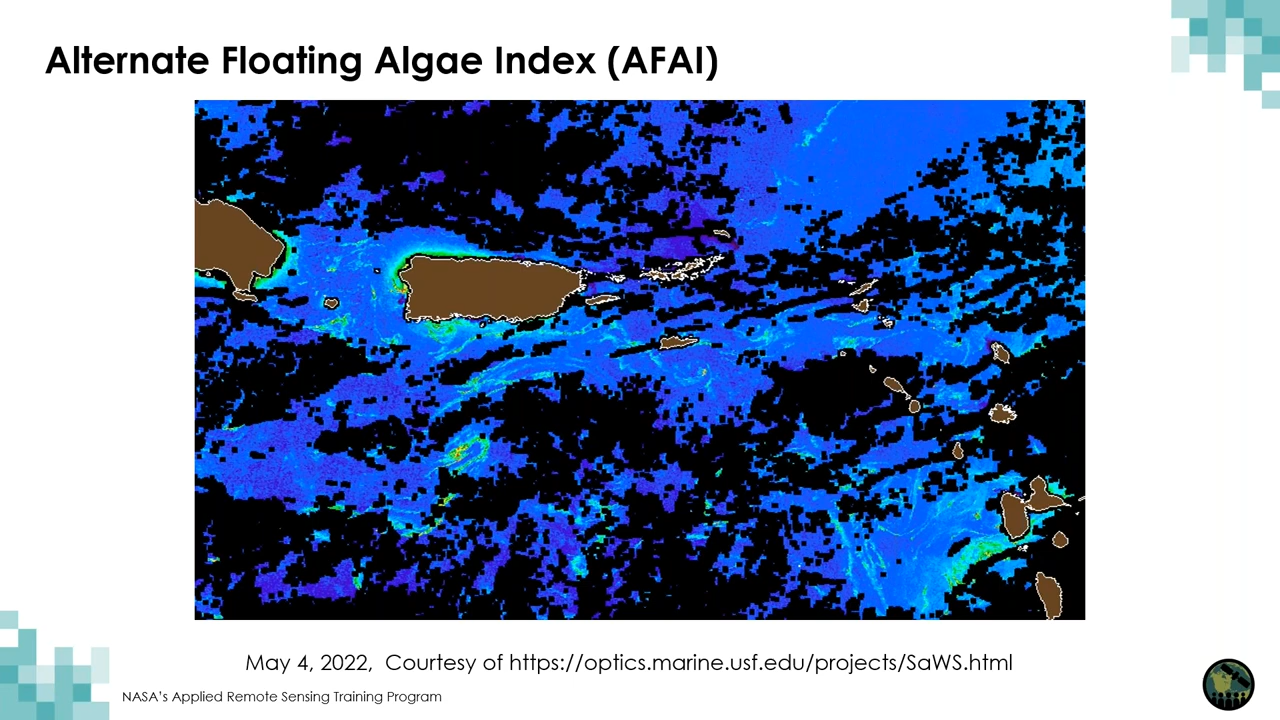 Alternate Floating Algae Index (AFAI)
May 4, 2022,  Courtesy of https://optics.marine.usf.edu/projects/SaWS.html
NASA's Applied Remote Sensing Training Program